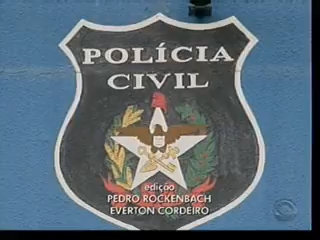 POLÍCIA
CIVIL
edição
PEDRO ROCKENBACH
EVERTON CORDEIRO